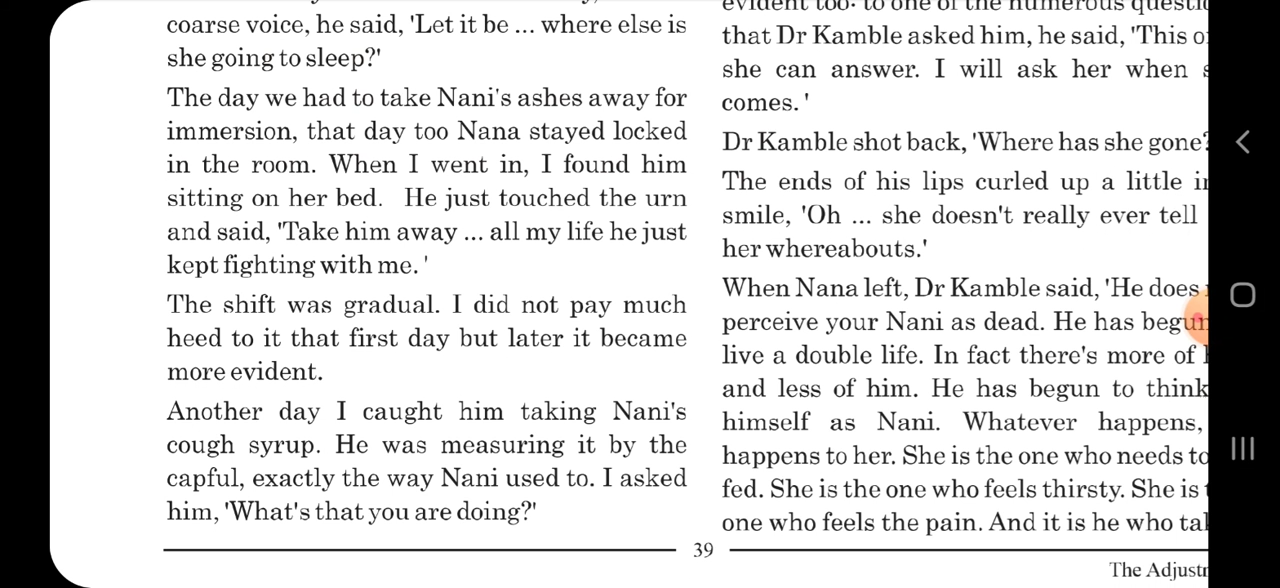 coarse voice, he said, 'Let it be ... where else is
she going to sleep?'
The day we had to take Nani's ashes away for
immersion, that day too Nana stayed locked
in the room. When I went in, I found him
sitting on her bed. He just touched the urn
and said, 'Take him away ... all my life he just
kept fighting with me.'
The shift was gradual. I did not pay much
heed to it that first day but later it became
more evident.
Another day I caught him taking Nani's
cough syrup. He was measuring it by the
capful, exactly the way Nani used to. I asked
him, 'What's that you are doing?'
evident too: to one of the numerous
that Dr Kamble asked him, he said, 'This
she can answer. I will ask her when
comes.'
Dr Kamble shot back, 'Where has she gone?
The ends of his lips curled up a little
smile, 'Oh ... she doesn't really ever tell
her whereabouts.'
When Nana left, Dr Kamble said, 'He does
perceive your Nani as dead. He has begun
live a double life. In fact there's more of
and less of him. He has begun to think
himself as Nani. Whatever happens,
happens to her. She is the one who needs to
fed. She is the one who feels thirsty. She is
one who feels the pain. And it is he who
39
The